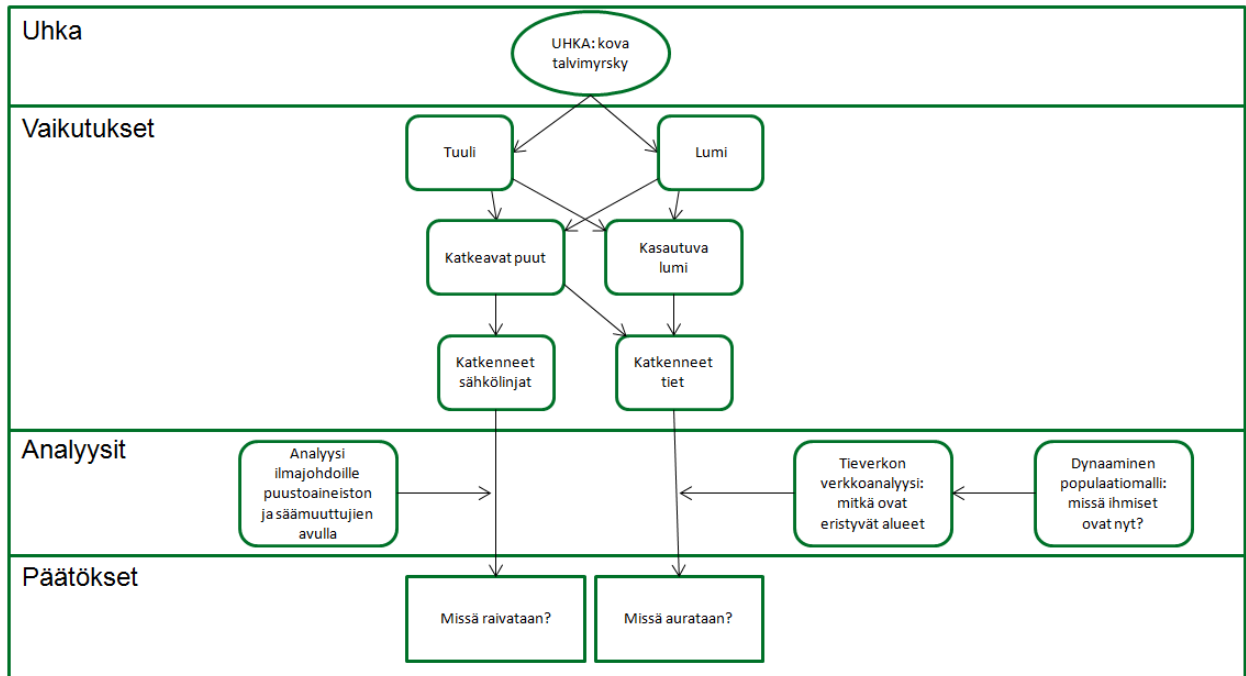 Uhka
UHKA: kova
talvimyrsky
Vaikutukset
Tuuli
Lumi
Katkeavat puut
Kasautuva
lumi
Katkenneet
sähkölinjat
Katkenneet
tiet
Analyysit
Analyysi
ilmajohdoille
puustoaineiston
ja säämuuttujien
avulla
Tieverkon
verkkoanalyysi:
mitkä ovat
eristyvät alueet
Dynaaminen
populaatiomalli:
missä ihmiset
ovat nyt?
Päätökset
Missä raivataan?
Missä aurataan?